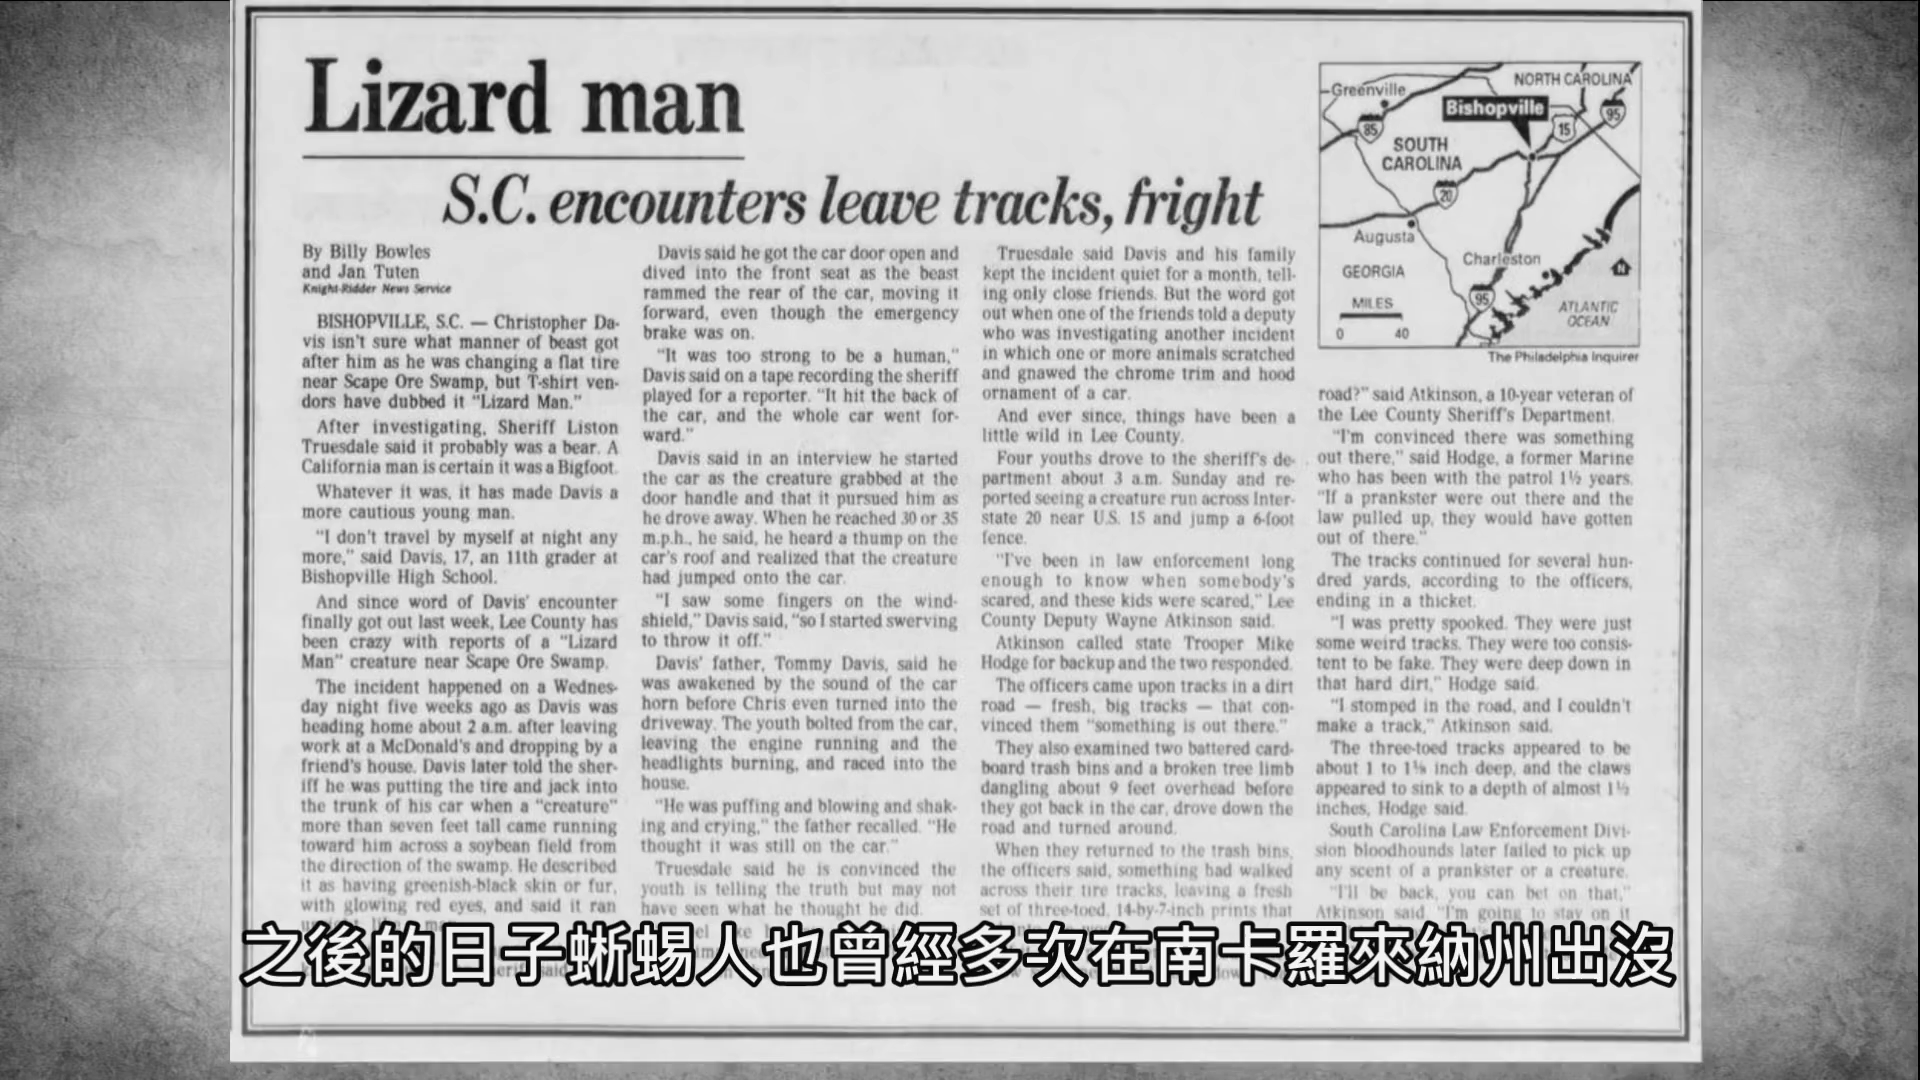 Lizard man
S.C. encounters leave tracks, fright
By Billy Bowles
and Jan Tuten
Knight-Ridder News Service
BISHOPVILLE, S.C. — Christopher Da-
vis isn't sure what manner of beast got
after him as he was changing a flat tire
near Scape Ore Swamp, but T-shirt ven-
dors have dubbed it "Lizard Man."
After investigating, Sheriff Liston
Truesdale said it probably was a bear. A
California man is certain it was a Bigfoot.
Whatever it was, it has made Davis a
more cautious young man.
"I don't travel by myself at night any
more," said Davis, 17, an 11th grader at
Bishopville High School.
And since word of Davis' encounter
finally got out last week, Lee County has
been crazy with reports of a "Lizard
Man" creature near Scape Ore Swamp.
The incident happened on a Wednes-
day night five weeks ago as Davis was
heading home about 2 a.m. after leaving
work at a McDonald's and dropping by a
friend's house. Davis later told the sher-
iff he was putting the tire and jack into
the trunk of his car when a "creature"
more than seven feet tall came running
toward him across a soybean field from
the direction of the swamp. He described
it as having greenish-black skin or fur,
with glowing red eyes, and said it ran
Davis said he got the car door open and
dived into the front seat as the beast
rammed the rear of the car, moving it
forward, even though the emergency
brake was on.
"It was too strong to be a human,"
Davis said on a tape recording the sheriff
played for a reporter. "It hit the back of
the car, and the whole car went for-
ward."
Davis said in an interview he started
the car as the creature grabbed at the
door handle and that it pursued him as
he drove away. When he reached 30 or 35
m.p.h., he said, he heard a thump on the
car's roof and realized that the creature
had jumped onto the car.
"I saw some fingers on the wind-
shield," Davis said, "so I started swerving
to throw it off."
Davis' father, Tommy Davis, said he
was awakened by the sound of the car
horn before Chris even turned into the
driveway. The youth bolted from the car,
leaving the engine running and the
headlights burning, and raced into the
house.
"He was puffing and blowing and shak-
ing and crying," the father recalled. "He
thought it was still on the car."
Truesdale said he is convinced the
youth is telling the truth but may not
have seen what he thought he did.
Truesdale said Davis and his family
kept the incident quiet for a month, tell-
ing only close friends. But the word got
out when one of the friends told a deputy
who was investigating another incident
in which one or more animals scratched
and gnawed the chrome trim and hood
ornament of a car.
And ever since, things have been a
little wild in Lee County.
Four youths drove to the sheriff's de-
partment about 3 a.m. Sunday and re-
ported seeing a creature run across Inter-
state 20 near U.S. 15 and jump a 6-foot
fence.
"I've been in law enforcement long
enough to know when somebody's
scared, and these kids were scared," Lee
County Deputy Wayne Atkinson said.
Atkinson called state Trooper Mike
Hodge for backup and the two responded.
The officers came upon tracks in a dirt
road — fresh, big tracks — that con-
vinced them "something is out there."
They also examined two battered card-
board trash bins and a broken tree limb
dangling about 9 feet overhead before
they got back in the car, drove down the
road and turned around.
When they returned to the trash bins,
the officers said, something had walked
across their tire tracks, leaving a fresh
set of three-toed, 14-by-7-inch prints that
NORTH CAROLINA
Greenville
Bishopville
85
15
95
SOUTH
CAROLINA
20
Augusta
Charleston
GEORGIA
95
N
MILES
0 40
ATLANTIC
OCEAN
The Philadelphia Inquirer
road?" said Atkinson, a 10-year veteran of
the Lee County Sheriff's Department.
"I'm convinced there was something
out there," said Hodge, a former Marine
who has been with the patrol 1½ years.
"If a prankster were out there and the
law pulled up, they would have gotten
out of there."
The tracks continued for several hun-
dred yards, according to the officers,
ending in a thicket.
"I was pretty spooked. They were just
some weird tracks. They were too consis-
tent to be fake. They were deep down in
that hard dirt," Hodge said.
"I stomped in the road, and I couldn't
make a track," Atkinson said.
The three-toed tracks appeared to be
about 1 to inch deep, and the claws
appeared to sink to a depth of almost 1½
inches, Hodge said.
South Carolina Law Enforcement Divi-
sion bloodhounds later failed to pick up
any scent of a prankster or a creature.
"I'll be back, you can bet on that,"
Atkinson said. "I'm going to stay on it
之後的日子蜥蜴人也曾經多次在南卡羅來納州出沒